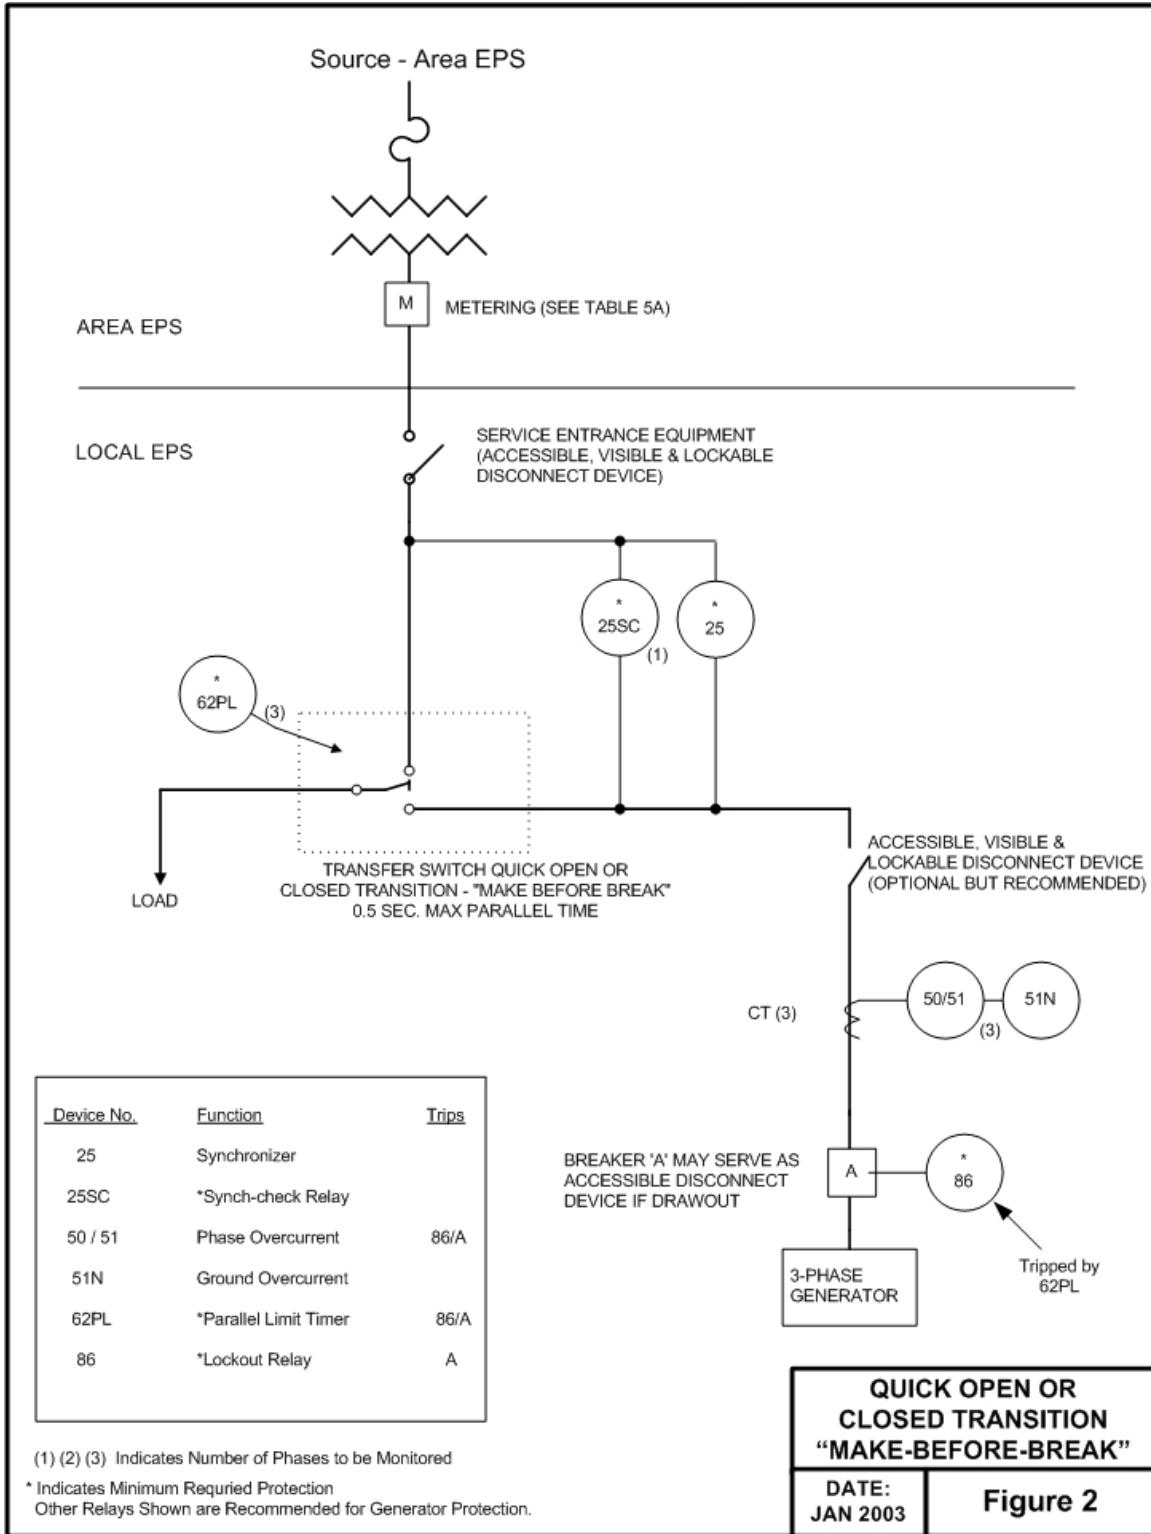 Source - Area EPS
M
METERING (SEE TABLE 5A)
AREA EPS
LOCAL EPS
SERVICE ENTRANCE EQUIPMENT
(ACCESSIBLE, VISIBLE & LOCKABLE
DISCONNECT DEVICE)
*
25SC
(1)
*
25
*
62PL
(3)
TRANSFER SWITCH QUICK OPEN OR
CLOSED TRANSITION - "MAKE BEFORE BREAK"
0.5 SEC. MAX PARALLEL TIME
LOAD
ACCESSIBLE, VISIBLE &
LOCKABLE DISCONNECT DEVICE
(OPTIONAL BUT RECOMMENDED)
CT (3)
50/51
(3)
51N
BREAKER 'A' MAY SERVE AS
ACCESSIBLE DISCONNECT
DEVICE IF DRAWOUT
A
*
86
Tripped by
62PL
3-PHASE
GENERATOR
Device No. Function Trips
25 Synchronizer
25SC *Synch-check Relay
50 / 51 Phase Overcurrent 86/A
51N Ground Overcurrent
62PL *Parallel Limit Timer 86/A
86 *Lockout Relay A
(1) (2) (3) Indicates Number of Phases to be Monitored
* Indicates Minimum Requried Protection
Other Relays Shown are Recommended for Generator Protection.
QUICK OPEN OR
CLOSED TRANSITION
“MAKE-BEFORE-BREAK”
DATE:
JAN 2003
Figure 2